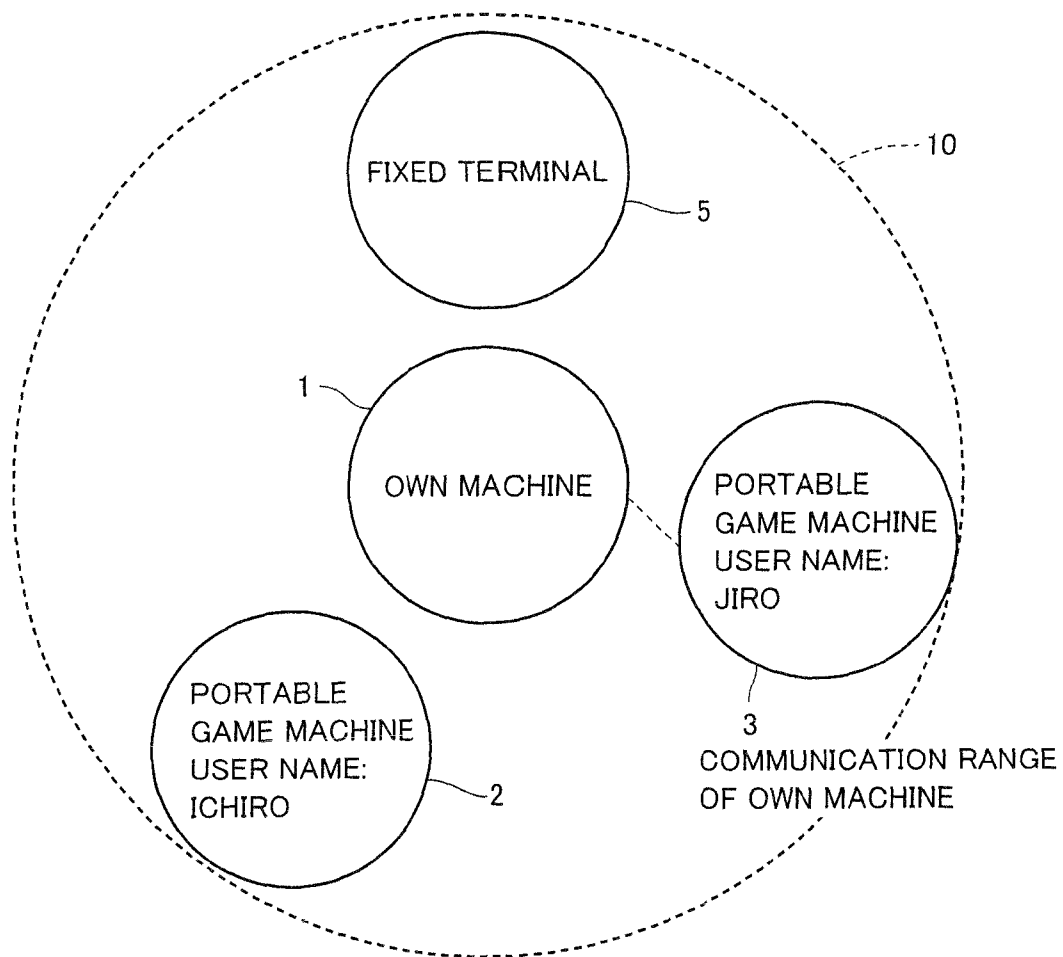 10
FIXED TERMINAL
5
1
OWN MACHINE
PORTABLE
GAME MACHINE
USER NAME:
JIRO
3
COMMUNICATION RANGE
OF OWN MACHINE
PORTABLE
GAME MACHINE
USER NAME:
ICHIRO
2